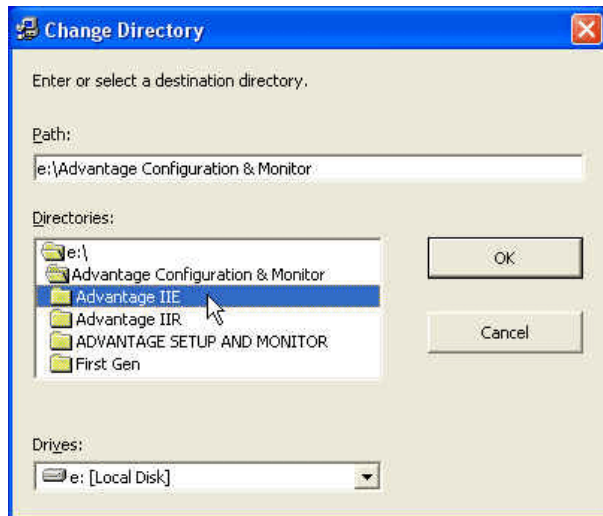 Change Directory
Enter or select a destination directory.
Path:
e:\Advantage Configuration & Monitor
Directories:
e:\
Advantage Configuration & Monitor
Advantage IIE
Advantage IIR
ADVANTAGE SETUP AND MONITOR
First Gen
OK
Cancel
Drives:
e: [Local Disk]